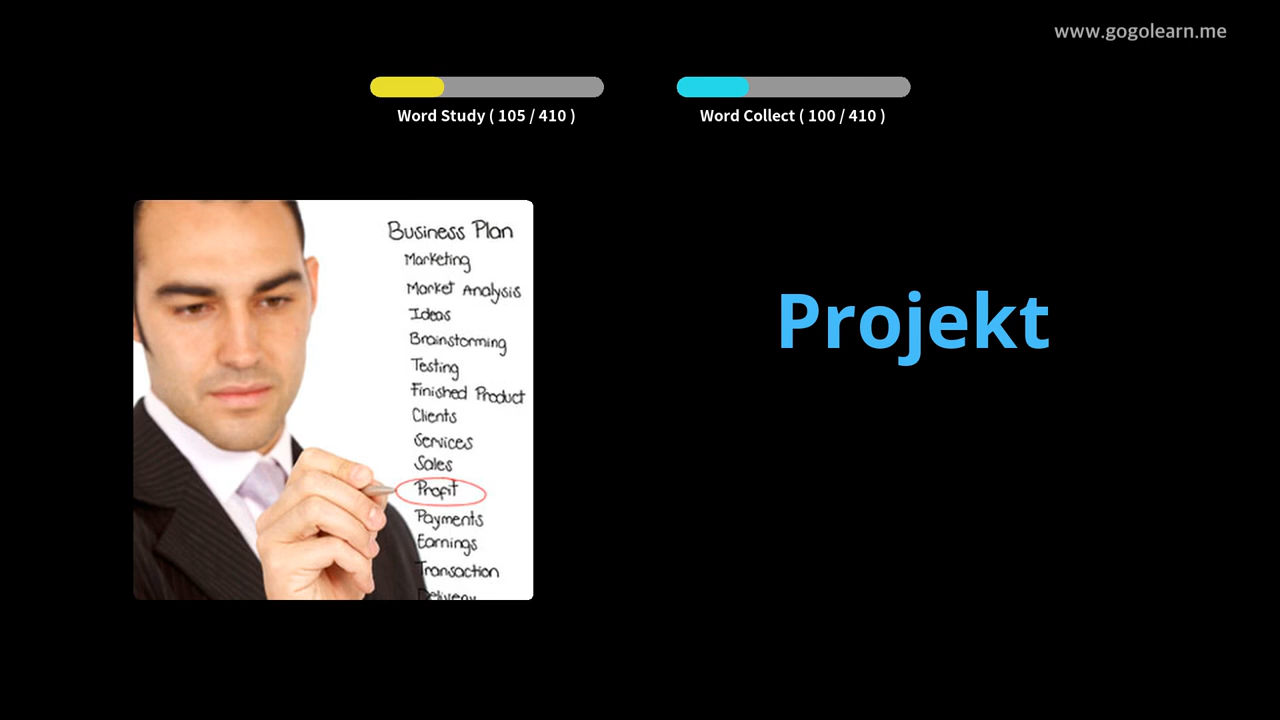 www.gogolearn.me
Word Study ( 105 / 410 )
Word Collect ( 100 / 410 )
Business Plan
Marketing
Market Analysis
Ideas
Brainstorming
Testing
Finished Product
Clients
Services
Sales
Profit
Payments
Earnings
Transaction
Delivery
Projekt